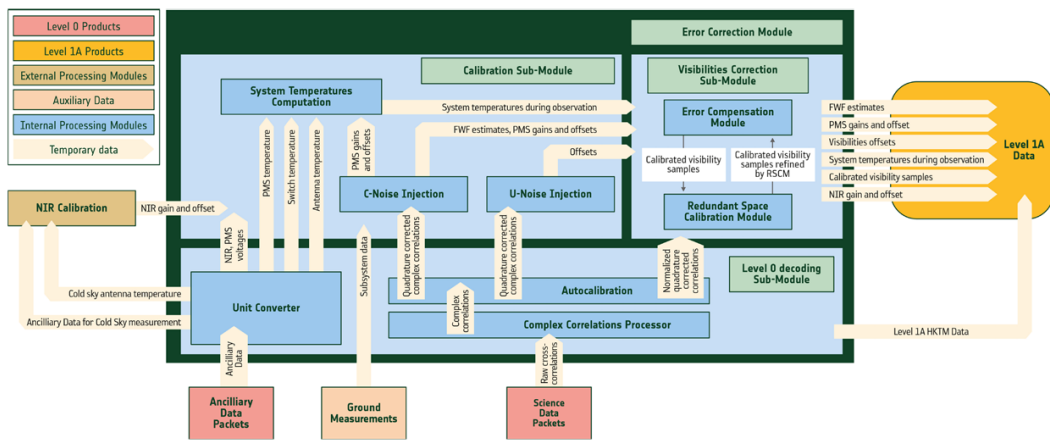 Level 0 Products
Level 1A Products
External Processing Modules
Auxiliary Data
Internal Processing Modules
Temporary data
Error Correction Module
Calibration Sub-Module
Visibilities Correction
Sub-Module
System Temperatures
Computation
System temperatures during observation
Error Compensation
Module
FWF estimates, PMS gains and offsets
Offsets
PMS temperature
Switch temperature
Antenna temperature
PMS gains
and offsets
Calibrated visibility
samples
Calibrated visibility
samples refined
by RSCM
C-Noise Injection
U-Noise Injection
Redundant Space
Calibration Module
FWF estimates
PMS gains and offset
Visibilities offsets
System temperatures during observation
Calibrated visibility samples
NIR gain and offset
Level 1A
Data
NIR Calibration
NIR gain and offset
NIR, PMS
voltages
Subsystem data
Quadrature corrected
complex correlations
Quadrature corrected
complex correlations
Normalized
quadrature
corrected
correlations
Level 0 decoding
Sub-Module
Cold sky antenna temperature
Unit Converter
Autocalibration
Ancilliary Data for Cold Sky measurement
Complex
correlations
Complex Correlations Processor
Level 1A HKTM Data
Ancilliary
Data
Raw cross-
correlations
Ancilliary
Data
Packets
Ground
Measurements
Science
Data
Packets